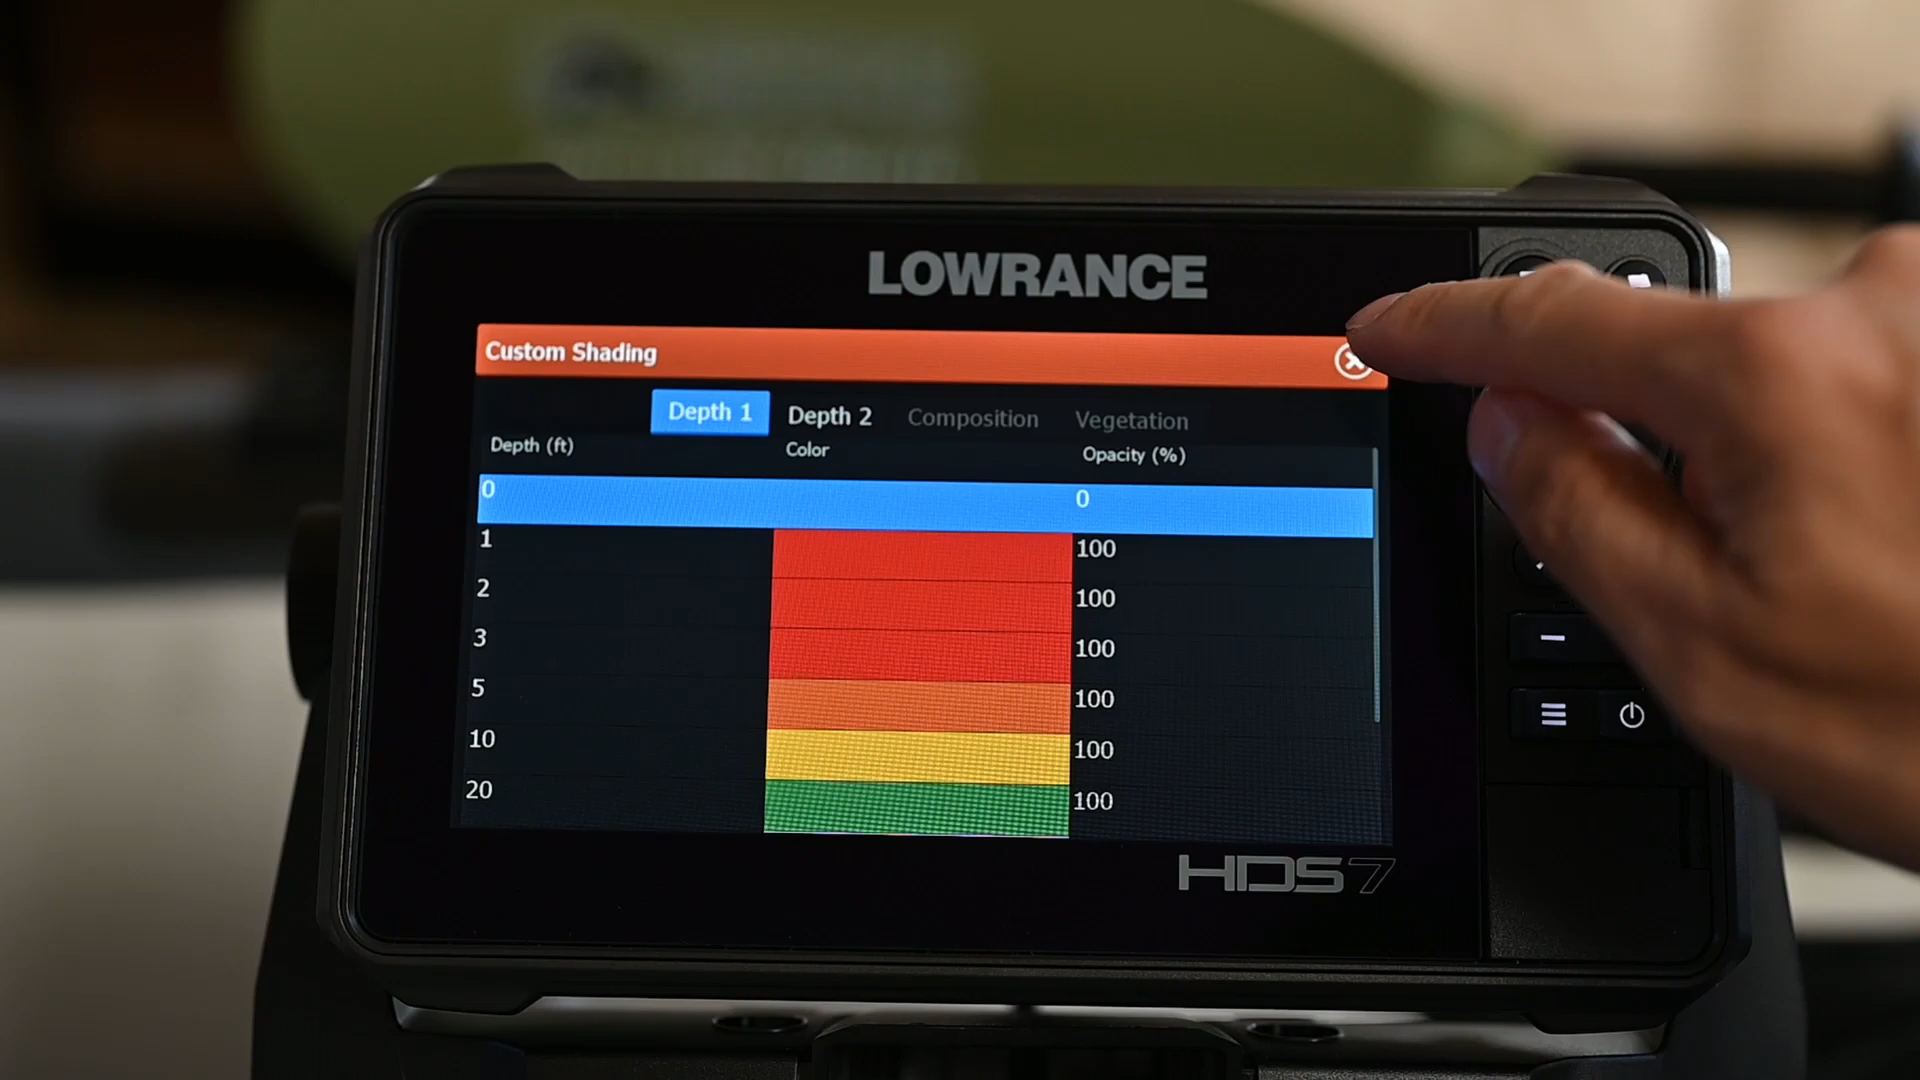 LOWRANCE
Custom Shading
Depth 1 Depth 2 Composition Vegetation
Depth (ft) Color Opacity (%)
0 0
1 100
2 100
3 100
5 100
10 100
20 100
HDS7